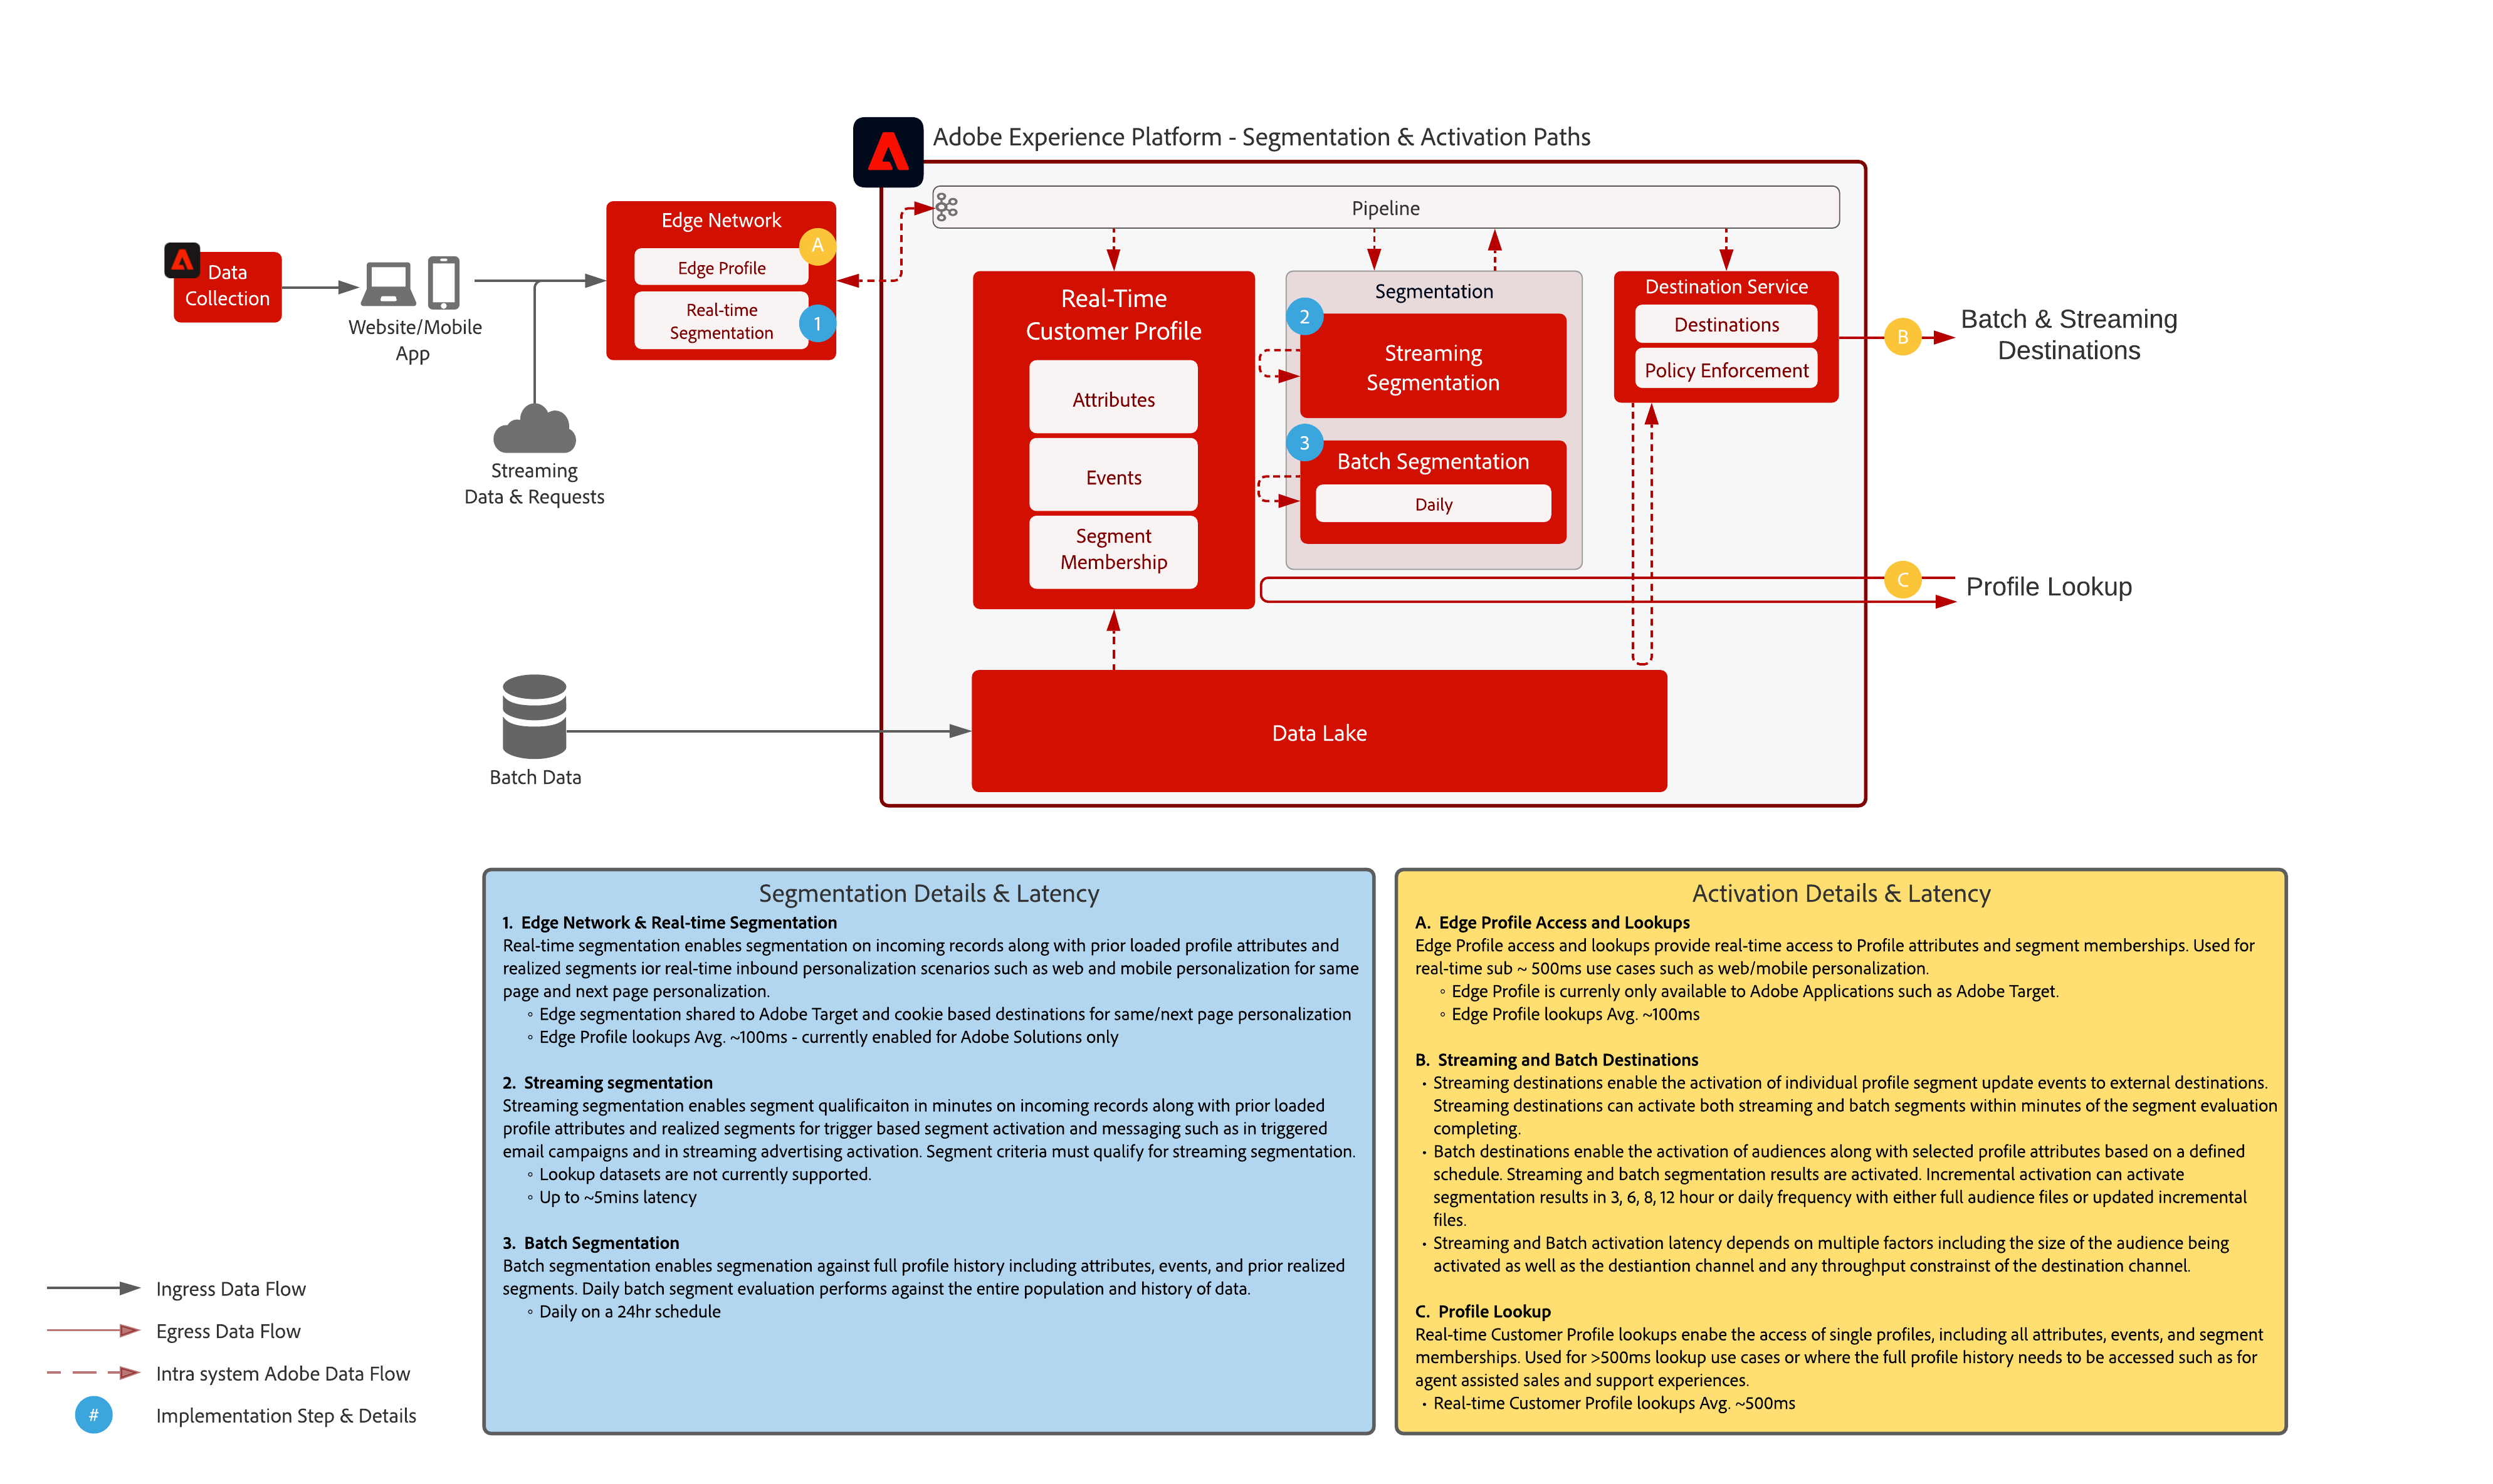 Adobe Experience Platform - Segmentation & Activation Paths
Pipeline
Edge Network
A
Edge Profile
Real-time
Segmentation
1
Data
Collection
Website/Mobile
App
Streaming
Data & Requests
Real-Time
Customer Profile
Attributes
Events
Segment
Membership
Segmentation
2
Streaming
Segmentation
3
Batch Segmentation
Daily
Destination Service
Destinations
Policy Enforcement
B
Batch & Streaming
Destinations
C
Profile Lookup
Data Lake
Batch Data
Segmentation Details & Latency
1. Edge Network & Real-time Segmentation
Real-time segmentation enables segmentation on incoming records along with prior loaded profile attributes and
realized segments ior real-time inbound personalization scenarios such as web and mobile personalization for same
page and next page personalization.
◦ Edge segmentation shared to Adobe Target and cookie based destinations for same/next page personalization
◦ Edge Profile lookups Avg. ~100ms - currently enabled for Adobe Solutions only
2. Streaming segmentation
Streaming segmentation enables segment qualificaiton in minutes on incoming records along with prior loaded
profile attributes and realized segments for trigger based segment activation and messaging such as in triggered
email campaigns and in streaming advertising activation. Segment criteria must qualify for streaming segmentation.
◦ Lookup datasets are not currently supported.
◦ Up to ~5mins latency
3. Batch Segmentation
Batch segmentation enables segmenation against full profile history including attributes, events, and prior realized
segments. Daily batch segment evaluation performs against the entire population and history of data.
◦ Daily on a 24hr schedule
Activation Details & Latency
A. Edge Profile Access and Lookups
Edge Profile access and lookups provide real-time access to Profile attributes and segment memberships. Used for
real-time sub ~ 500ms use cases such as web/mobile personalization.
◦ Edge Profile is currenly only available to Adobe Applications such as Adobe Target.
◦ Edge Profile lookups Avg. ~100ms
B. Streaming and Batch Destinations
• Streaming destinations enable the activation of individual profile segment update events to external destinations.
Streaming destinations can activate both streaming and batch segments within minutes of the segment evaluation
completing.
• Batch destinations enable the activation of audiences along with selected profile attributes based on a defined
schedule. Streaming and batch segmentation results are activated. Incremental activation can activate
segmentation results in 3, 6, 8, 12 hour or daily frequency with either full audience files or updated incremental
files.
• Streaming and Batch activation latency depends on multiple factors including the size of the audience being
activated as well as the destiantion channel and any throughput constrainst of the destination channel.
C. Profile Lookup
Real-time Customer Profile lookups enabe the access of single profiles, including all attributes, events, and segment
memberships. Used for >500ms lookup use cases or where the full profile history needs to be accessed such as for
agent assisted sales and support experiences.
• Real-time Customer Profile lookups Avg. ~500ms
Ingress Data Flow
Egress Data Flow
Intra system Adobe Data Flow
# Implementation Step & Details